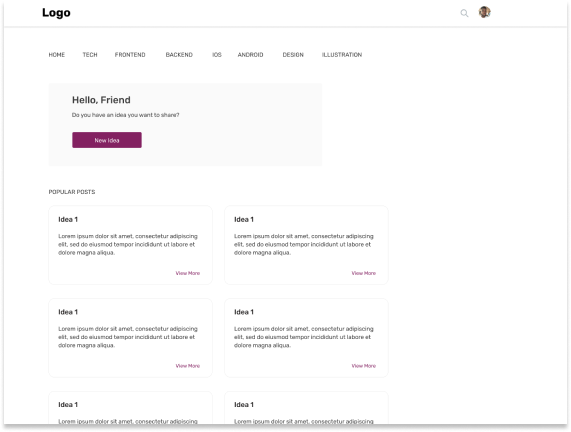 Logo
HOME TECH FRONTEND BACKEND IOS ANDROID DESIGN ILLUSTRATION
Hello, Friend
Do you have an idea you want to share?
New Idea
POPULAR POSTS
Idea 1
Lorem ipsum dolor sit amet, consectetur adipiscing
elit, sed do eiusmod tempor incididunt ut labore et
dolore magna aliqua.
View More
Idea 1
Lorem ipsum dolor sit amet, consectetur adipiscing
elit, sed do eiusmod tempor incididunt ut labore et
dolore magna aliqua.
View More
Idea 1
Lorem ipsum dolor sit amet, consectetur adipiscing
elit, sed do eiusmod tempor incididunt ut labore et
dolore magna aliqua.
View More
Idea 1
Lorem ipsum dolor sit amet, consectetur adipiscing
elit, sed do eiusmod tempor incididunt ut labore et
dolore magna aliqua.
View More
Idea 1
Lorem ipsum dolor sit amet, consectetur adipiscing
Idea 1
Lorem ipsum dolor sit amet, consectetur adipiscing